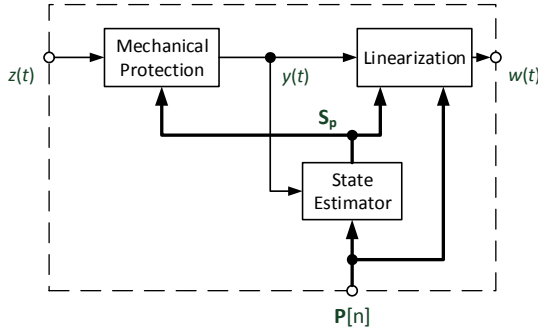 Mechanical
Protection
Linearization
z(t)
y(t)
w(t)
Sp
State
Estimator
P[n]